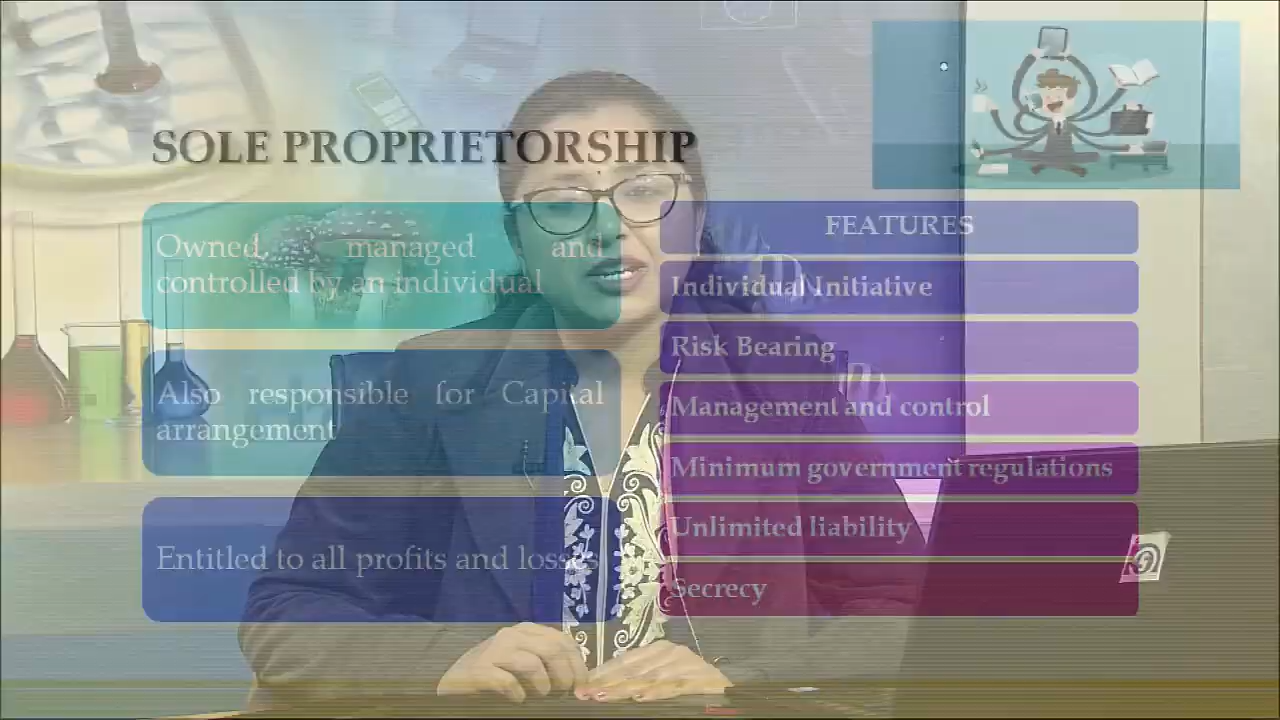 SOLE PROPRIETORSHIP
Owned, managed and
controlled by an individual
Also responsible for Capital
arrangement
Entitled to all profits and losses
FEATURES
Individual Initiative
Risk Bearing
Management and control
Minimum government regulations
Unlimited liability
Secrecy